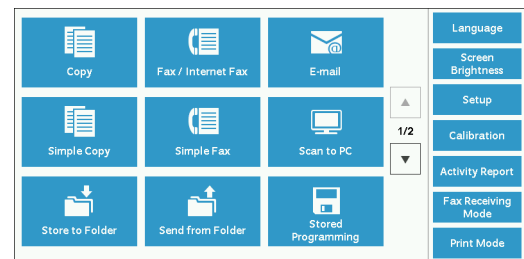 Copy
Fax / Internet Fax
E-mail
Simple Copy
Simple Fax
Scan to PC
Store to Folder
Send from Folder
Stored
Programming
1/2
Language
Screen
Brightness
Setup
Calibration
Activity Report
Fax Receiving
Mode
Print Mode